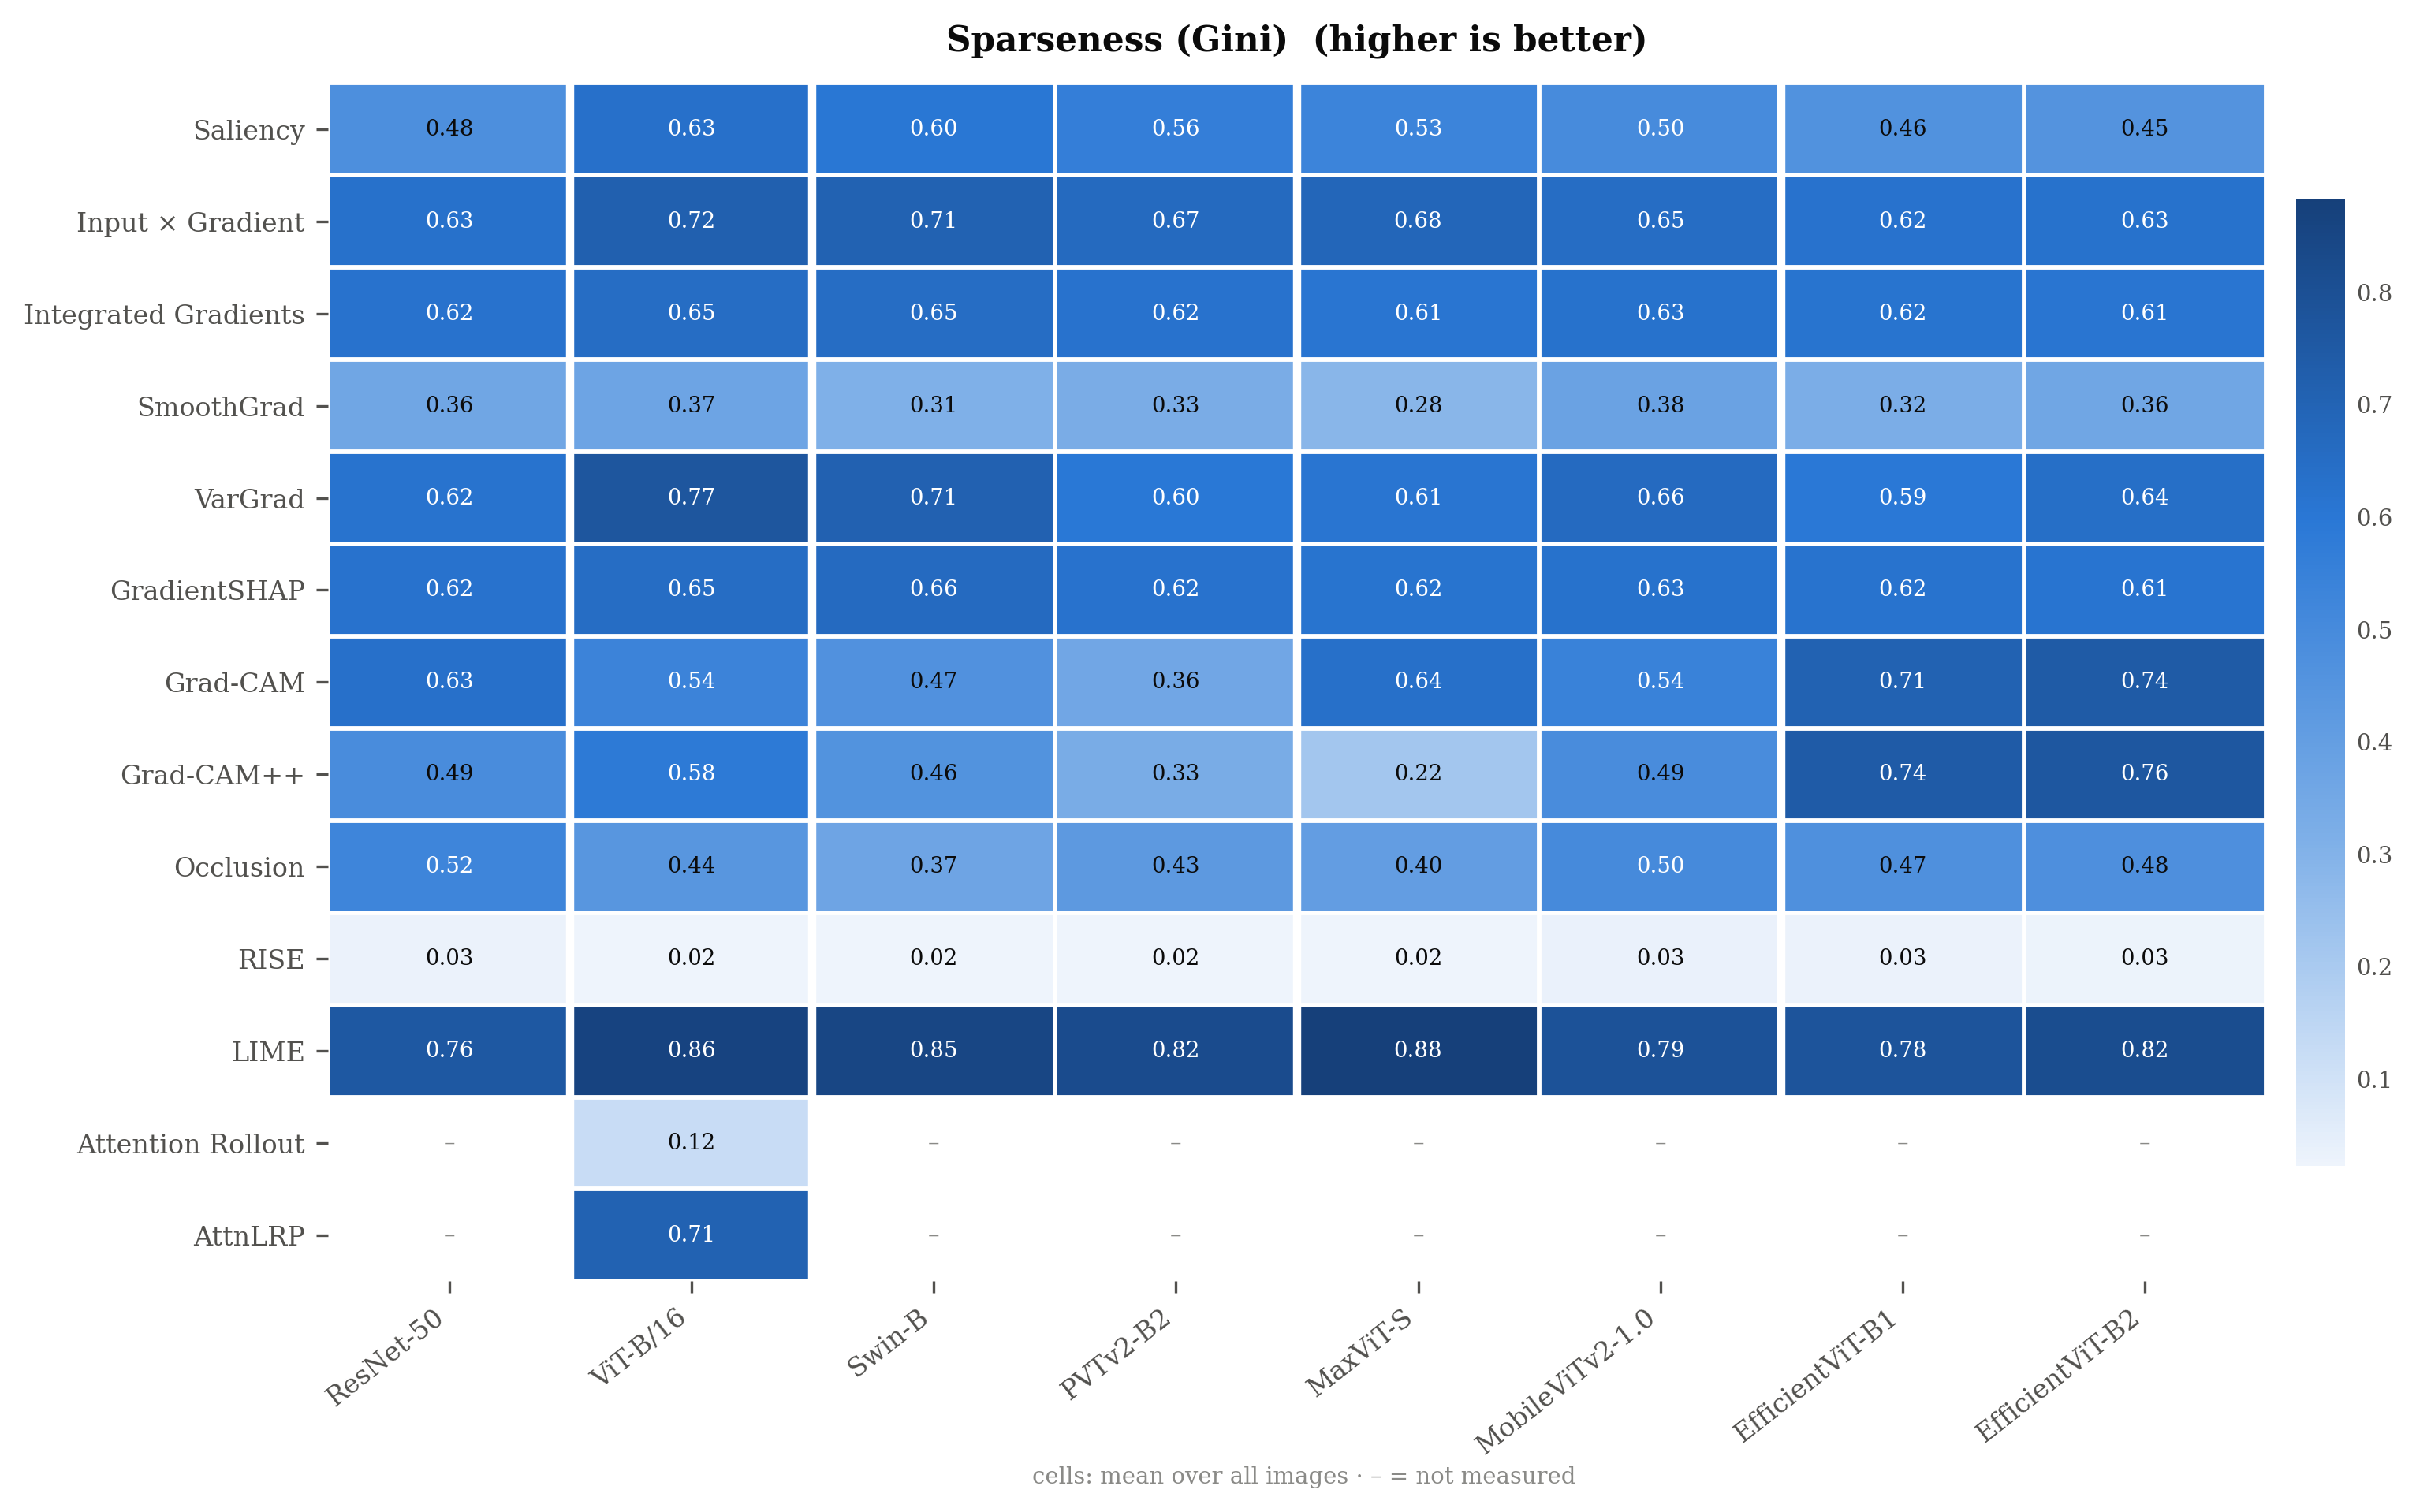 Sparseness (Gini)  (higher is better)
Saliency 0.48 0.63 0.60 0.56 0.53 0.50 0.46 0.45
Input × Gradient 0.63 0.72 0.71 0.67 0.68 0.65 0.62 0.63
Integrated Gradients 0.62 0.65 0.65 0.62 0.61 0.63 0.62 0.61
SmoothGrad 0.36 0.37 0.31 0.33 0.28 0.38 0.32 0.36
VarGrad 0.62 0.77 0.71 0.60 0.61 0.66 0.59 0.64
GradientSHAP 0.62 0.65 0.66 0.62 0.62 0.63 0.62 0.61
Grad-CAM 0.63 0.54 0.47 0.36 0.64 0.54 0.71 0.74
Grad-CAM++ 0.49 0.58 0.46 0.33 0.22 0.49 0.74 0.76
Occlusion 0.52 0.44 0.37 0.43 0.40 0.50 0.47 0.48
RISE 0.03 0.02 0.02 0.02 0.02 0.03 0.03 0.03
LIME 0.76 0.86 0.85 0.82 0.88 0.79 0.78 0.82
Attention Rollout – 0.12 – – – – – –
AttnLRP – 0.71 – – – – – –
ResNet-50 ViT-B/16 Swin-B PVTv2-B2 MaxViT-S MobileViTv2-1.0 EfficientViT-B1 EfficientViT-B2
0.8
0.7
0.6
0.5
0.4
0.3
0.2
0.1
cells: mean over all images · – = not measured